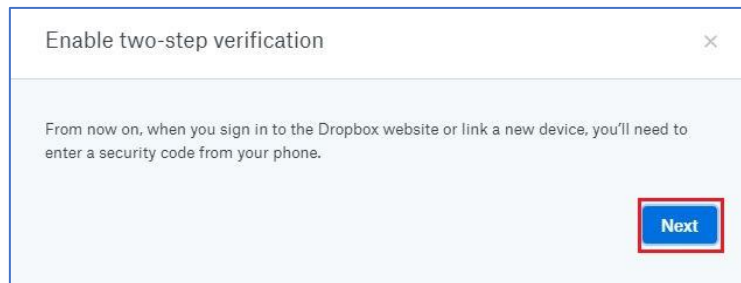 Enable two-step verification
From now on, when you sign in to the Dropbox website or link a new device, you'll need to
enter a security code from your phone.
Next